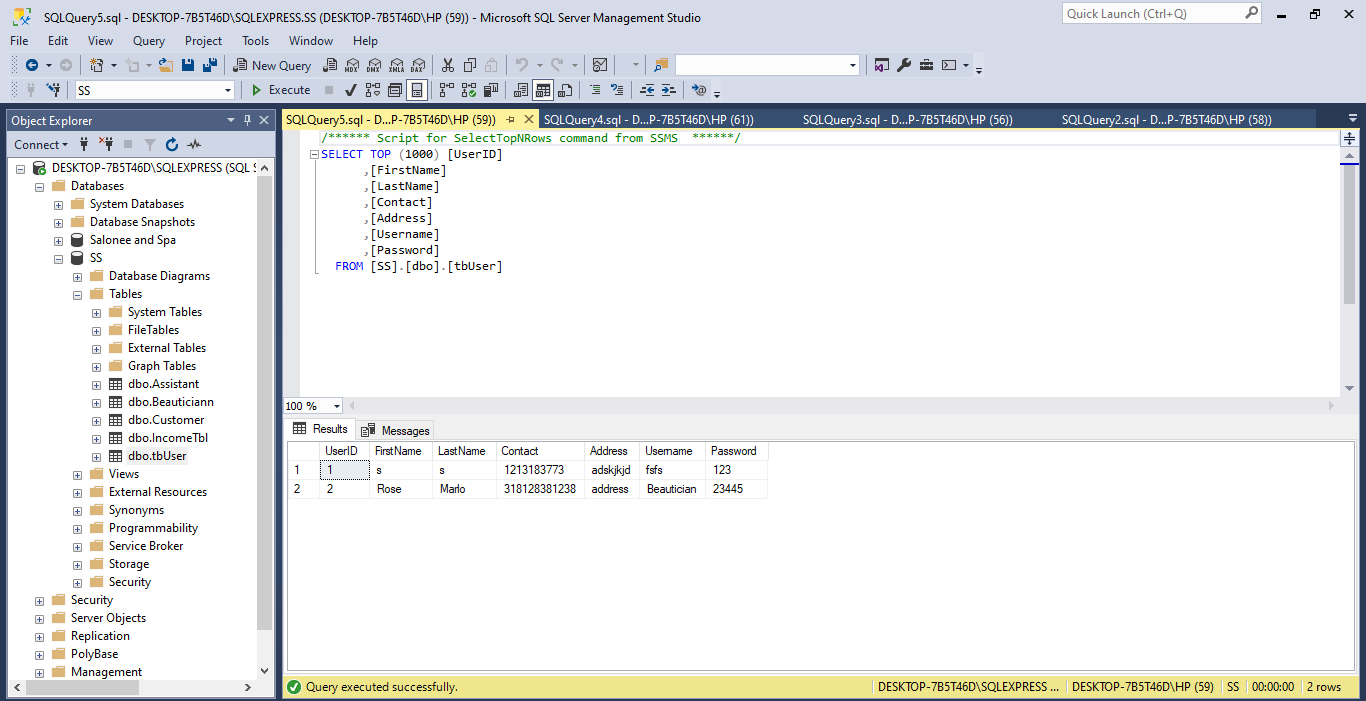 SQLQuery5.sql - DESKTOP-7B5T46D\SQLEXPRESS.SS (DESKTOP-7B5T46D\HP (59)) - Microsoft SQL Server Management Studio
Quick Launch (Ctrl+Q)
File Edit View Query Project Tools Window Help
New Query MDX DMX XMLA DAX
SS Execute
Object Explorer
Connect
DESKTOP-7B5T46D\SQLEXPRESS (SQL S
Databases
System Databases
Database Snapshots
Salonee and Spa
SS
Database Diagrams
Tables
System Tables
FileTables
External Tables
Graph Tables
dbo.Assistant
dbo.Beauticiann
dbo.Customer
dbo.IncomeTbl
dbo.tbUser
Views
External Resources
Synonyms
Programmability
Service Broker
Storage
Security
Security
Server Objects
Replication
PolyBase
Management
SQLQuery5.sql - D...P-7B5T46D\HP (59)) SQLQuery4.sql - D...P-7B5T46D\HP (61)) SQLQuery3.sql - D...P-7B5T46D\HP (56)) SQLQuery2.sql - D...P-7B5T46D\HP (58))
/****** Script for SelectTopNRows command from SSMS ******/
SELECT TOP (1000) [UserID]
,[FirstName]
,[LastName]
,[Contact]
,[Address]
,[Username]
,[Password]
FROM [SS].[dbo].[tbUser]
100 %
Results Messages
UserID FirstName LastName Contact Address Username Password
1 1 s s 1213183773 adskjkjd fsfs 123
2 2 Rose Marlo 318128381238 address Beautician 23445
Query executed successfully. DESKTOP-7B5T46D\SQLEXPRESS ... DESKTOP-7B5T46D\HP (59) SS 00:00:00 2 rows